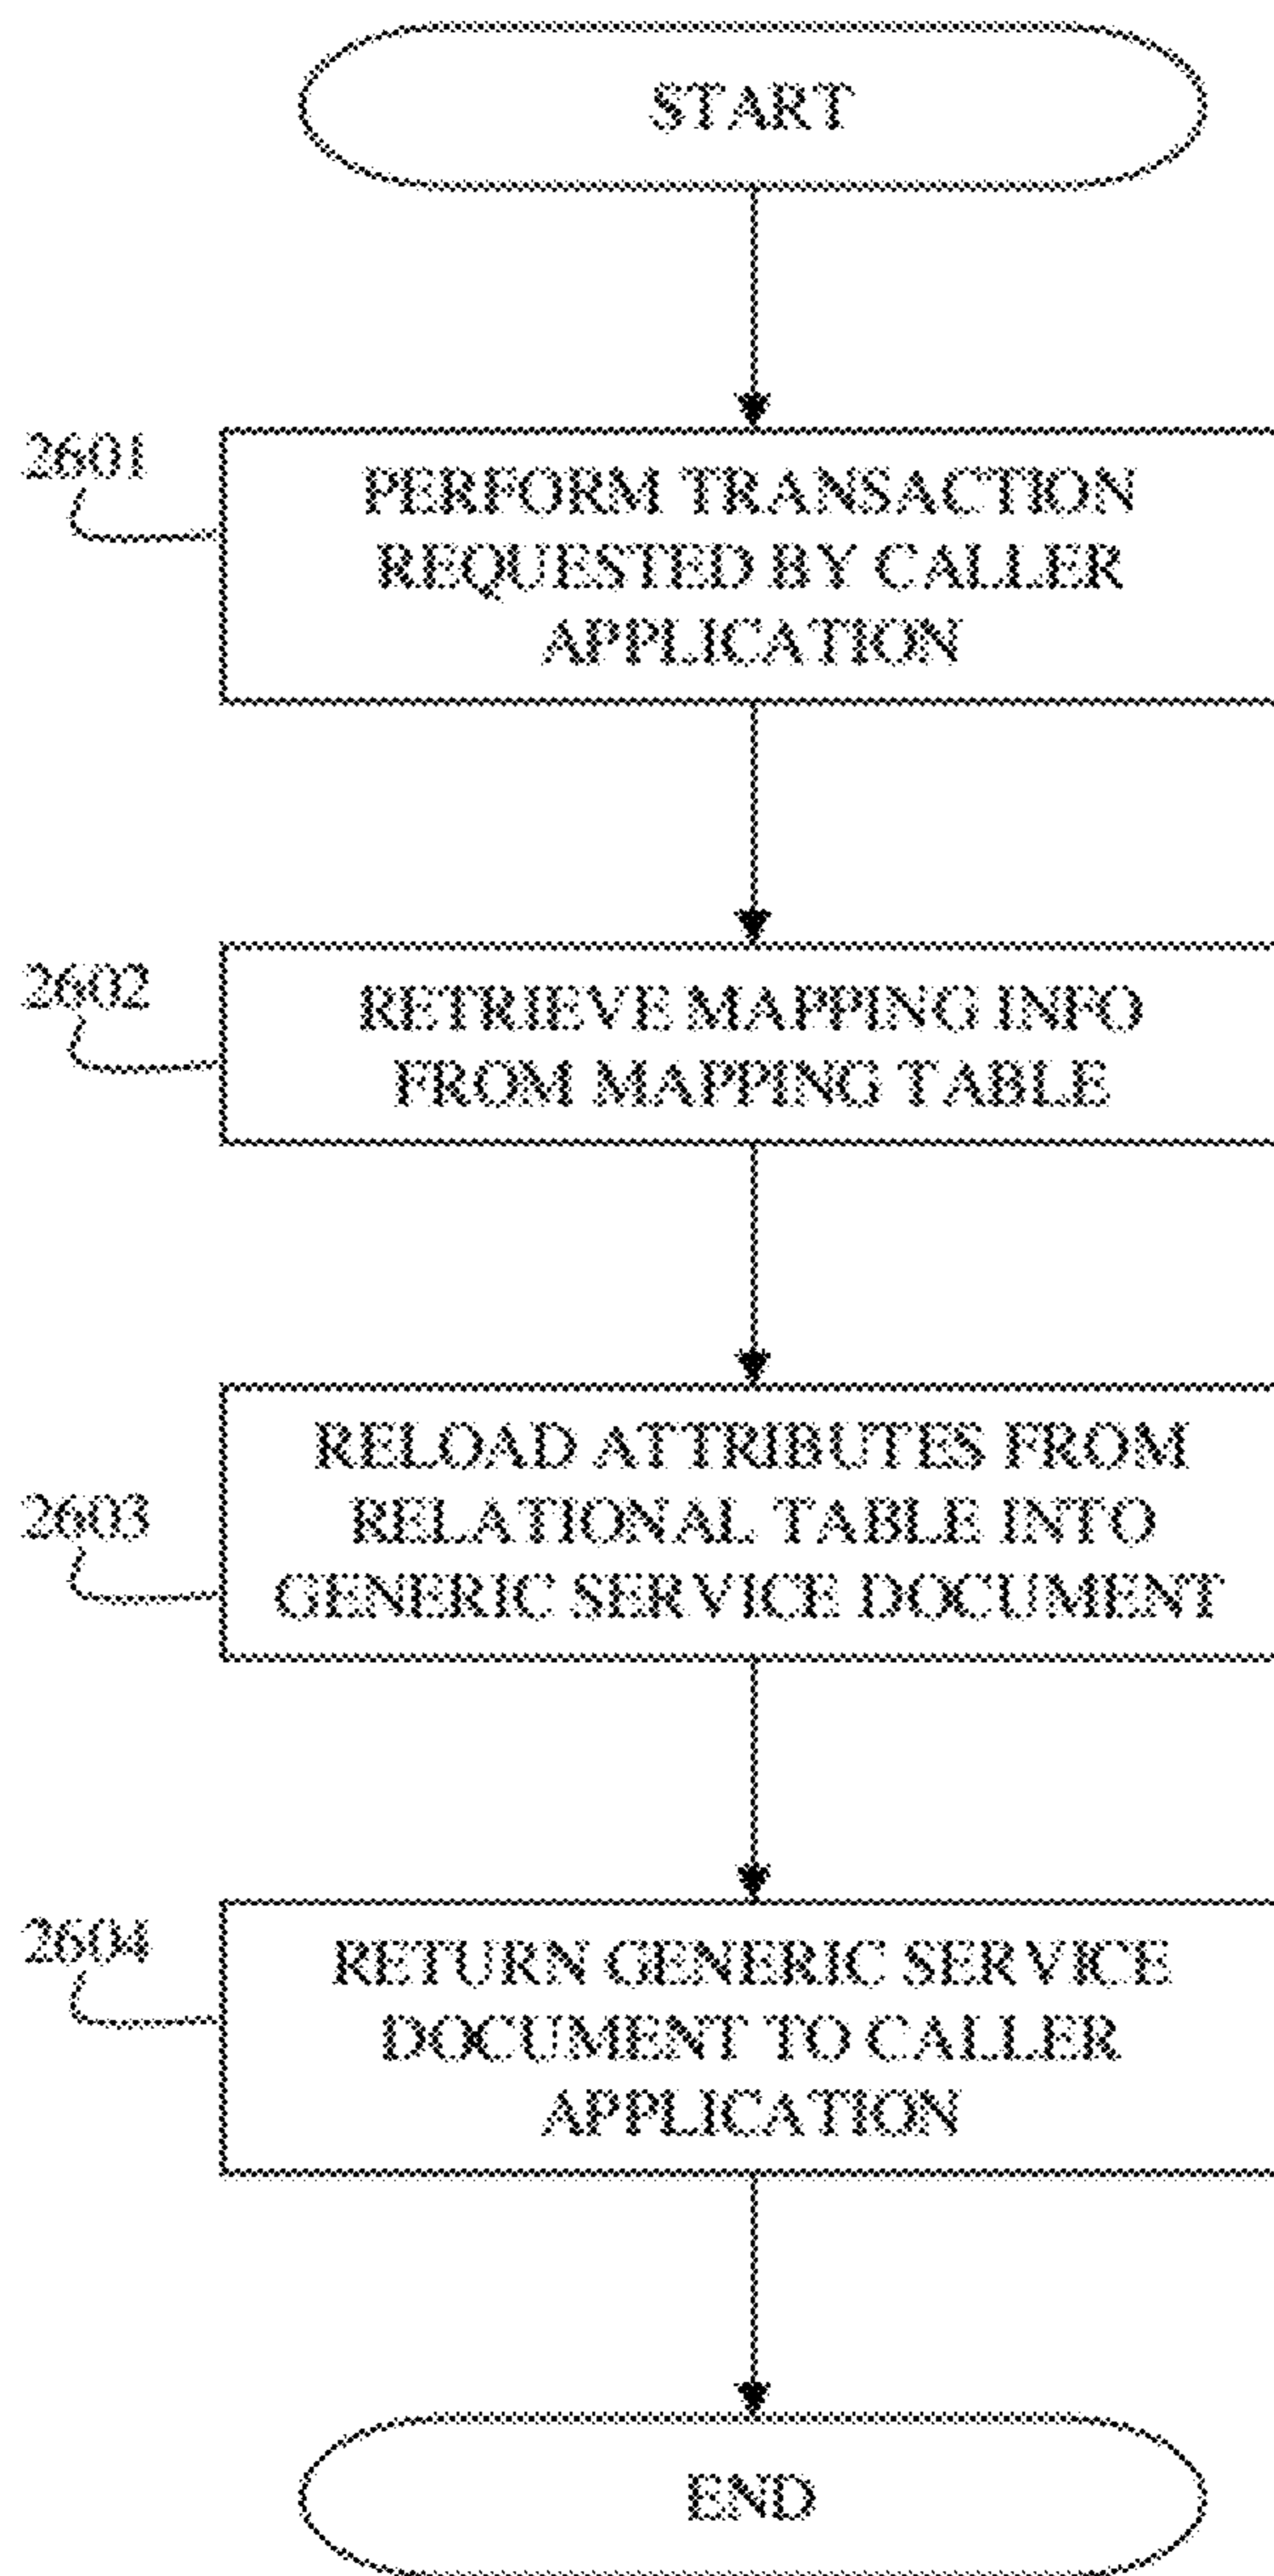 START
2601
PERFORM TRANSACTION
REQUESTED BY CALLER
APPLICATION
2602
RETRIEVE MAPPING INFO
FROM MAPPING TABLE
2603
RELOAD ATTRIBUTES FROM
RELATIONAL TABLE INTO
GENERIC SERVICE DOCUMENT
2604
RETURN GENERIC SERVICE
DOCUMENT TO CALLER
APPLICATION
END